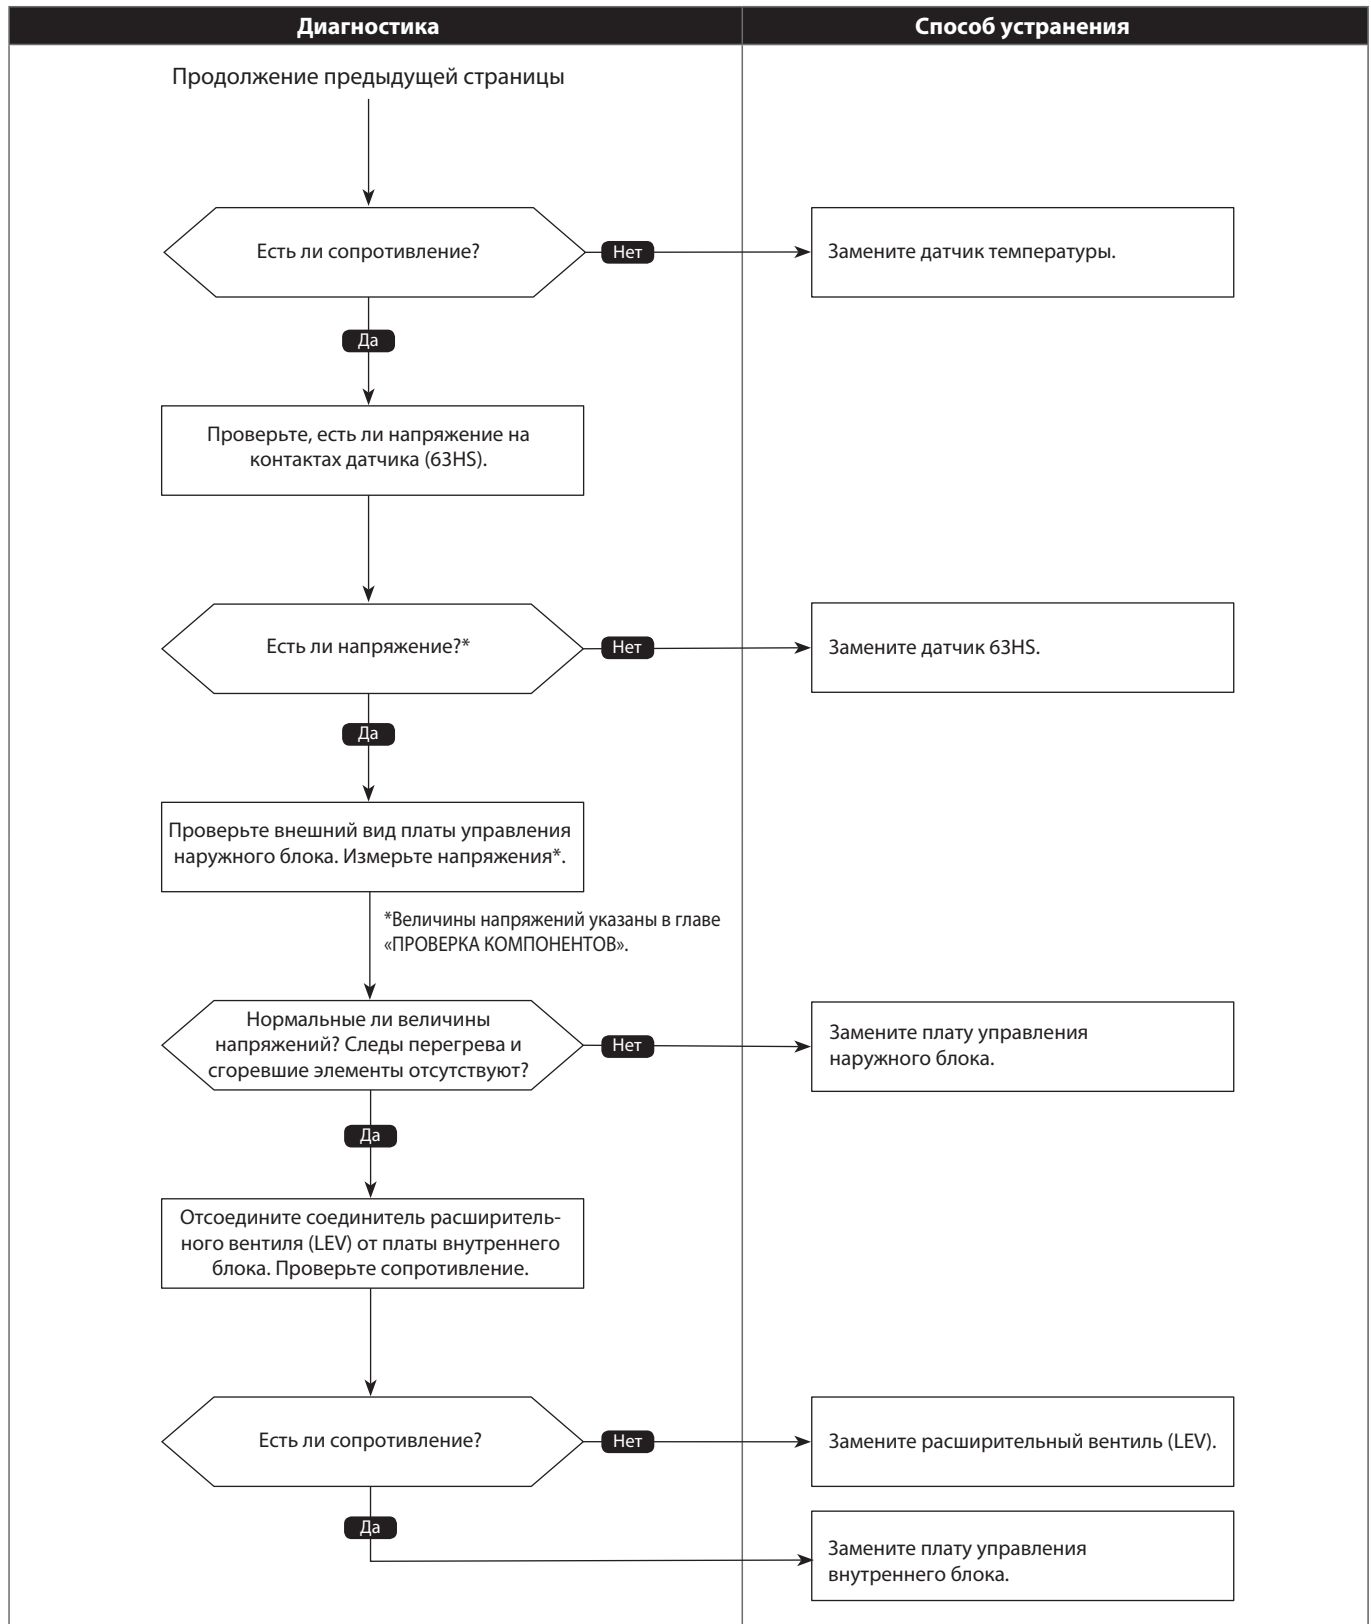 Диагностика
Способ устранения
Продолжение предыдущей страницы
Есть ли сопротивление?
Нет
Замените датчик температуры.
Да
Проверьте, есть ли напряжение на
контактах датчика (63HS).
Есть ли напряжение?*
Нет
Замените датчик 63HS.
Да
Проверьте внешний вид платы управления
наружного блока. Измерьте напряжения*.
*Величины напряжений указаны в главе
«ПРОВЕРКА КОМПОНЕНТОВ».
Нормальные ли величины
напряжений? Следы перегрева и
сгоревшие элементы отсутствуют?
Нет
Замените плату управления
наружного блока.
Да
Отсоедините соединитель расширитель-
ного вентиля (LEV) от платы внутреннего
блока. Проверьте сопротивление.
Есть ли сопротивление?
Нет
Замените расширительный вентиль (LEV).
Да
Замените плату управления
внутреннего блока.